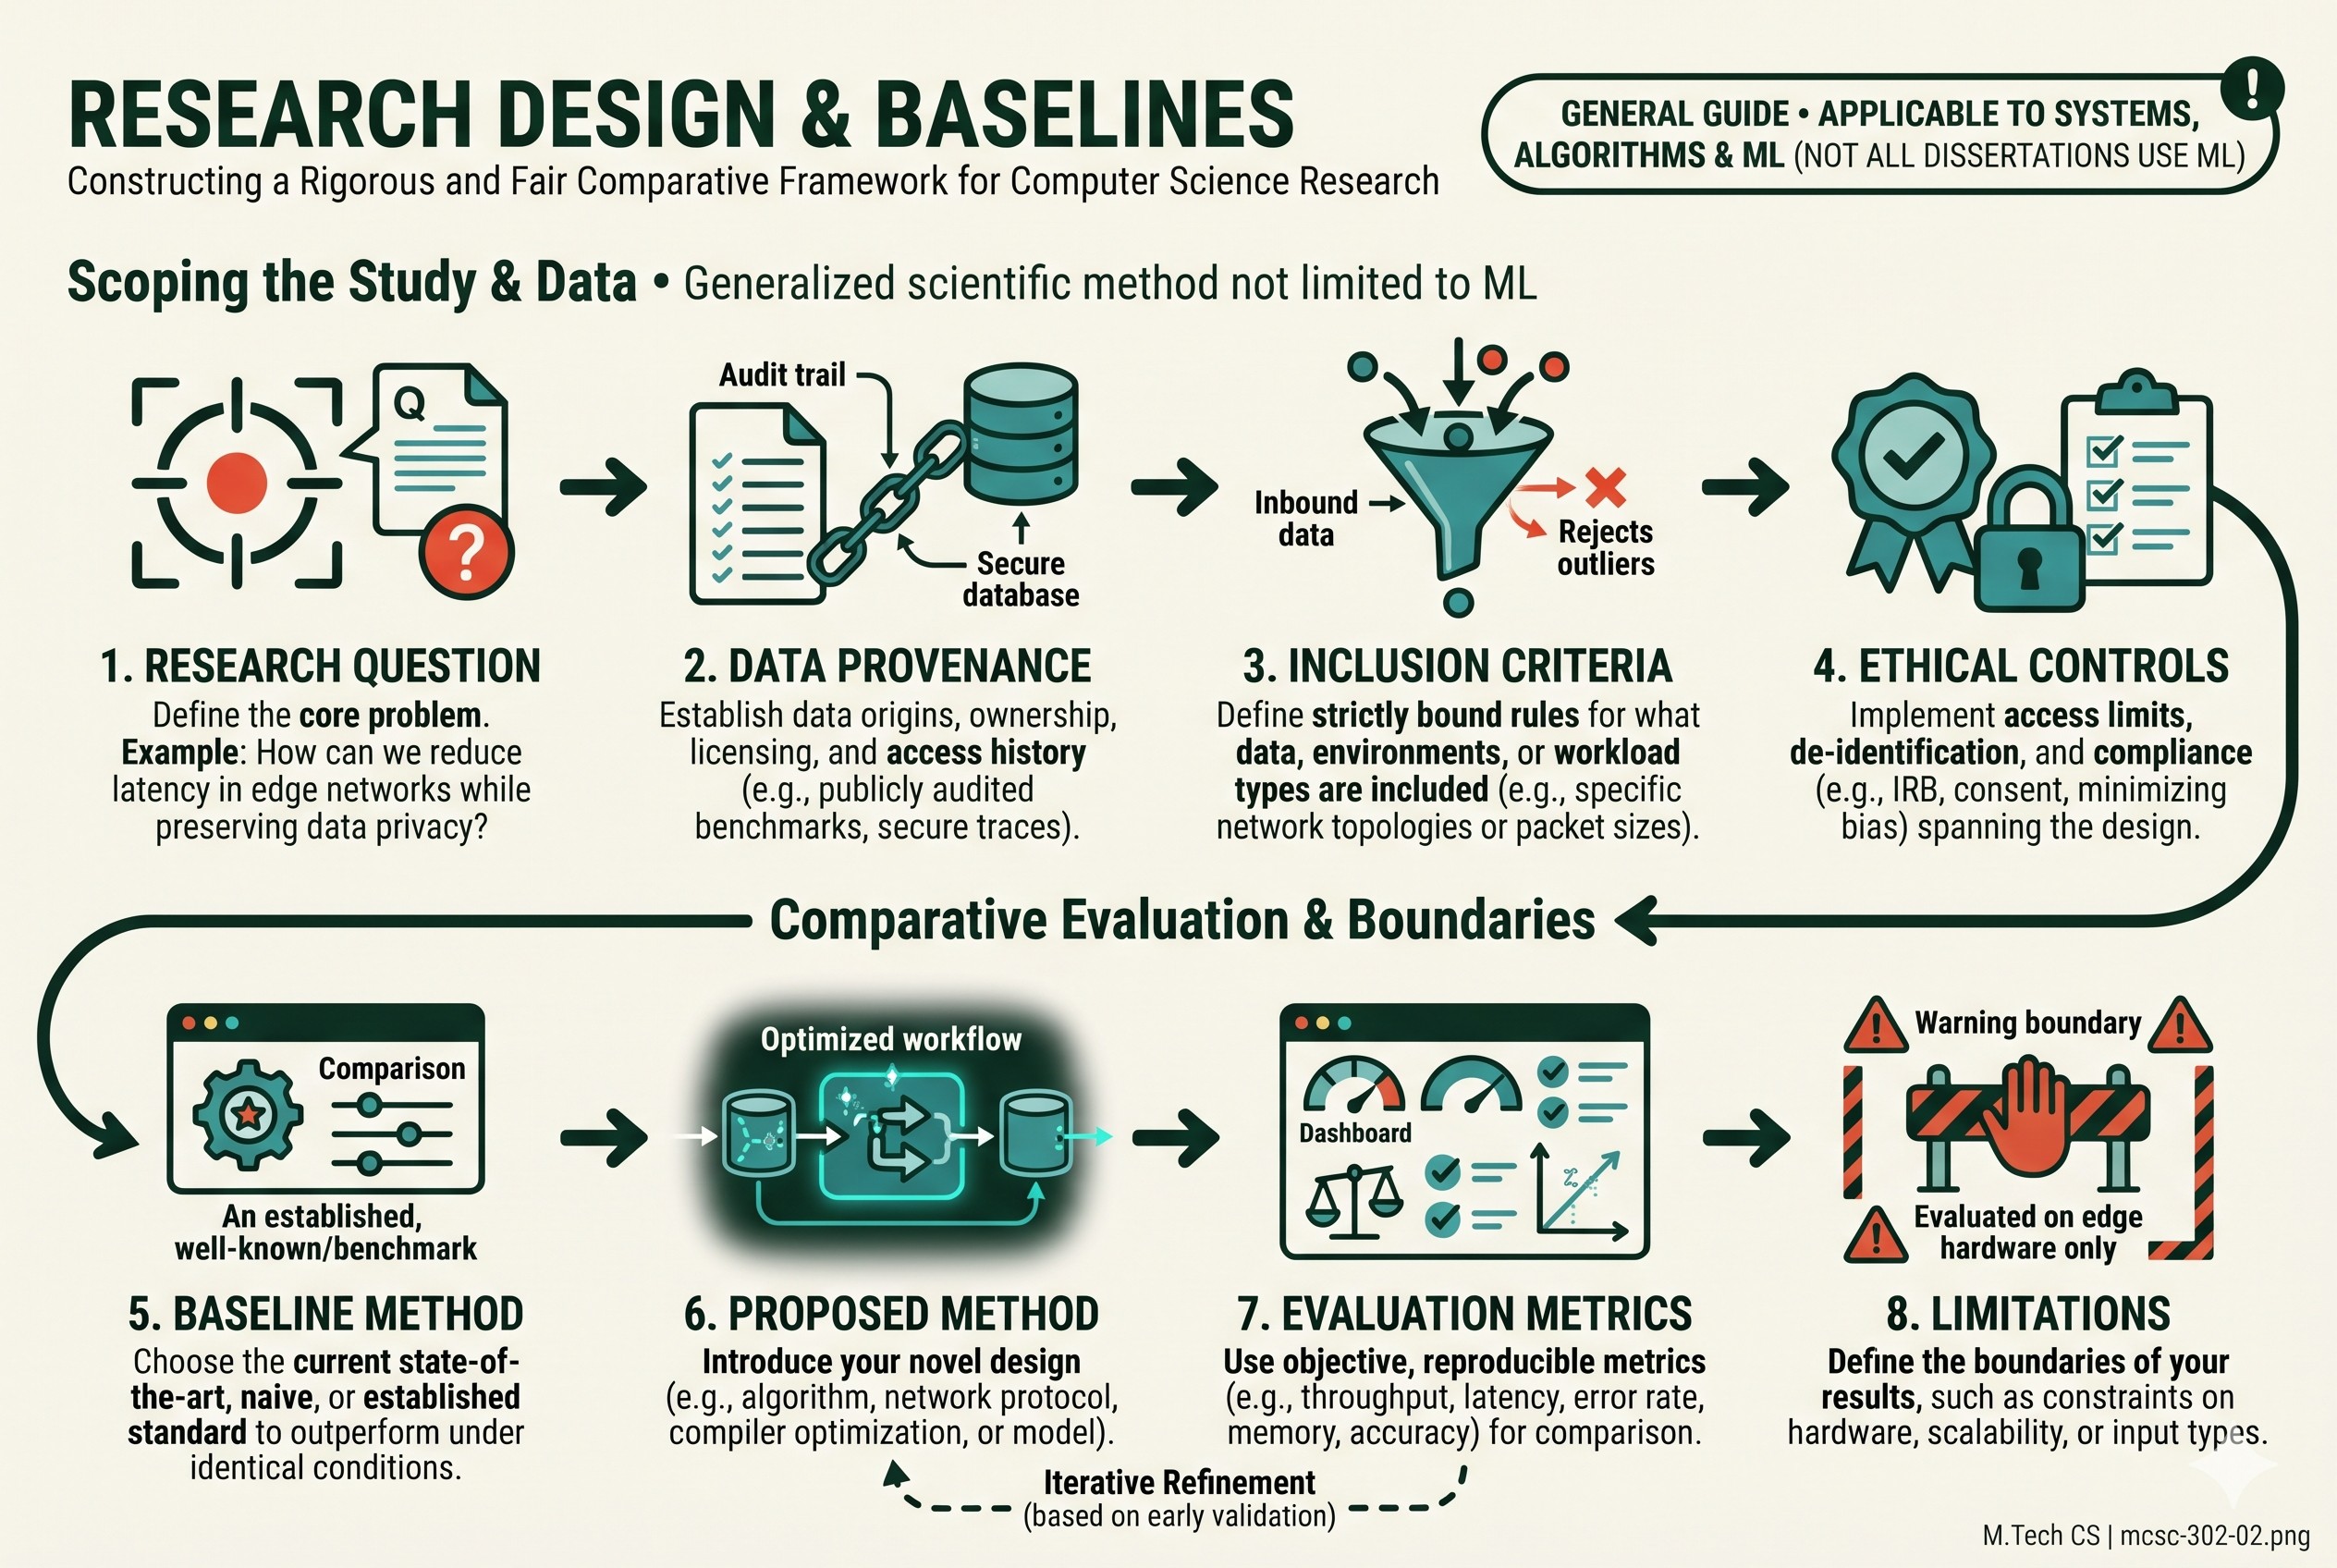 RESEARCH DESIGN & BASELINES
Constructing a Rigorous and Fair Comparative Framework for Computer Science Research
GENERAL GUIDE • APPLICABLE TO SYSTEMS,
ALGORITHMS & ML (NOT ALL DISSERTATIONS USE ML)
!
Scoping the Study & Data • Generalized scientific method not limited to ML
Q
?
1. RESEARCH QUESTION
Define the core problem.
Example: How can we reduce
latency in edge networks while
preserving data privacy?
Audit trail
Secure
database
2. DATA PROVENANCE
Establish data origins, ownership,
licensing, and access history
(e.g., publicly audited
benchmarks, secure traces).
Inbound
data
Rejects
outliers
3. INCLUSION CRITERIA
Define strictly bound rules for what
data, environments, or workload
types are included (e.g., specific
network topologies or packet sizes).
4. ETHICAL CONTROLS
Implement access limits,
de-identification, and compliance
(e.g., IRB, consent, minimizing
bias) spanning the design.
Comparative Evaluation & Boundaries
Comparison
An established,
well-known/benchmark
5. BASELINE METHOD
Choose the current state-of-
the-art, naive, or established
standard to outperform under
identical conditions.
Optimized workflow
6. PROPOSED METHOD
Introduce your novel design
(e.g., algorithm, network protocol,
compiler optimization, or model).
Dashboard
7. EVALUATION METRICS
Use objective, reproducible metrics
(e.g., throughput, latency, error rate,
memory, accuracy) for comparison.
Iterative Refinement
(based on early validation)
! Warning boundary !
! Evaluated on edge
hardware only
8. LIMITATIONS
Define the boundaries of your
results, such as constraints on
hardware, scalability, or input types.
M.Tech CS | mcsc-302-02.png